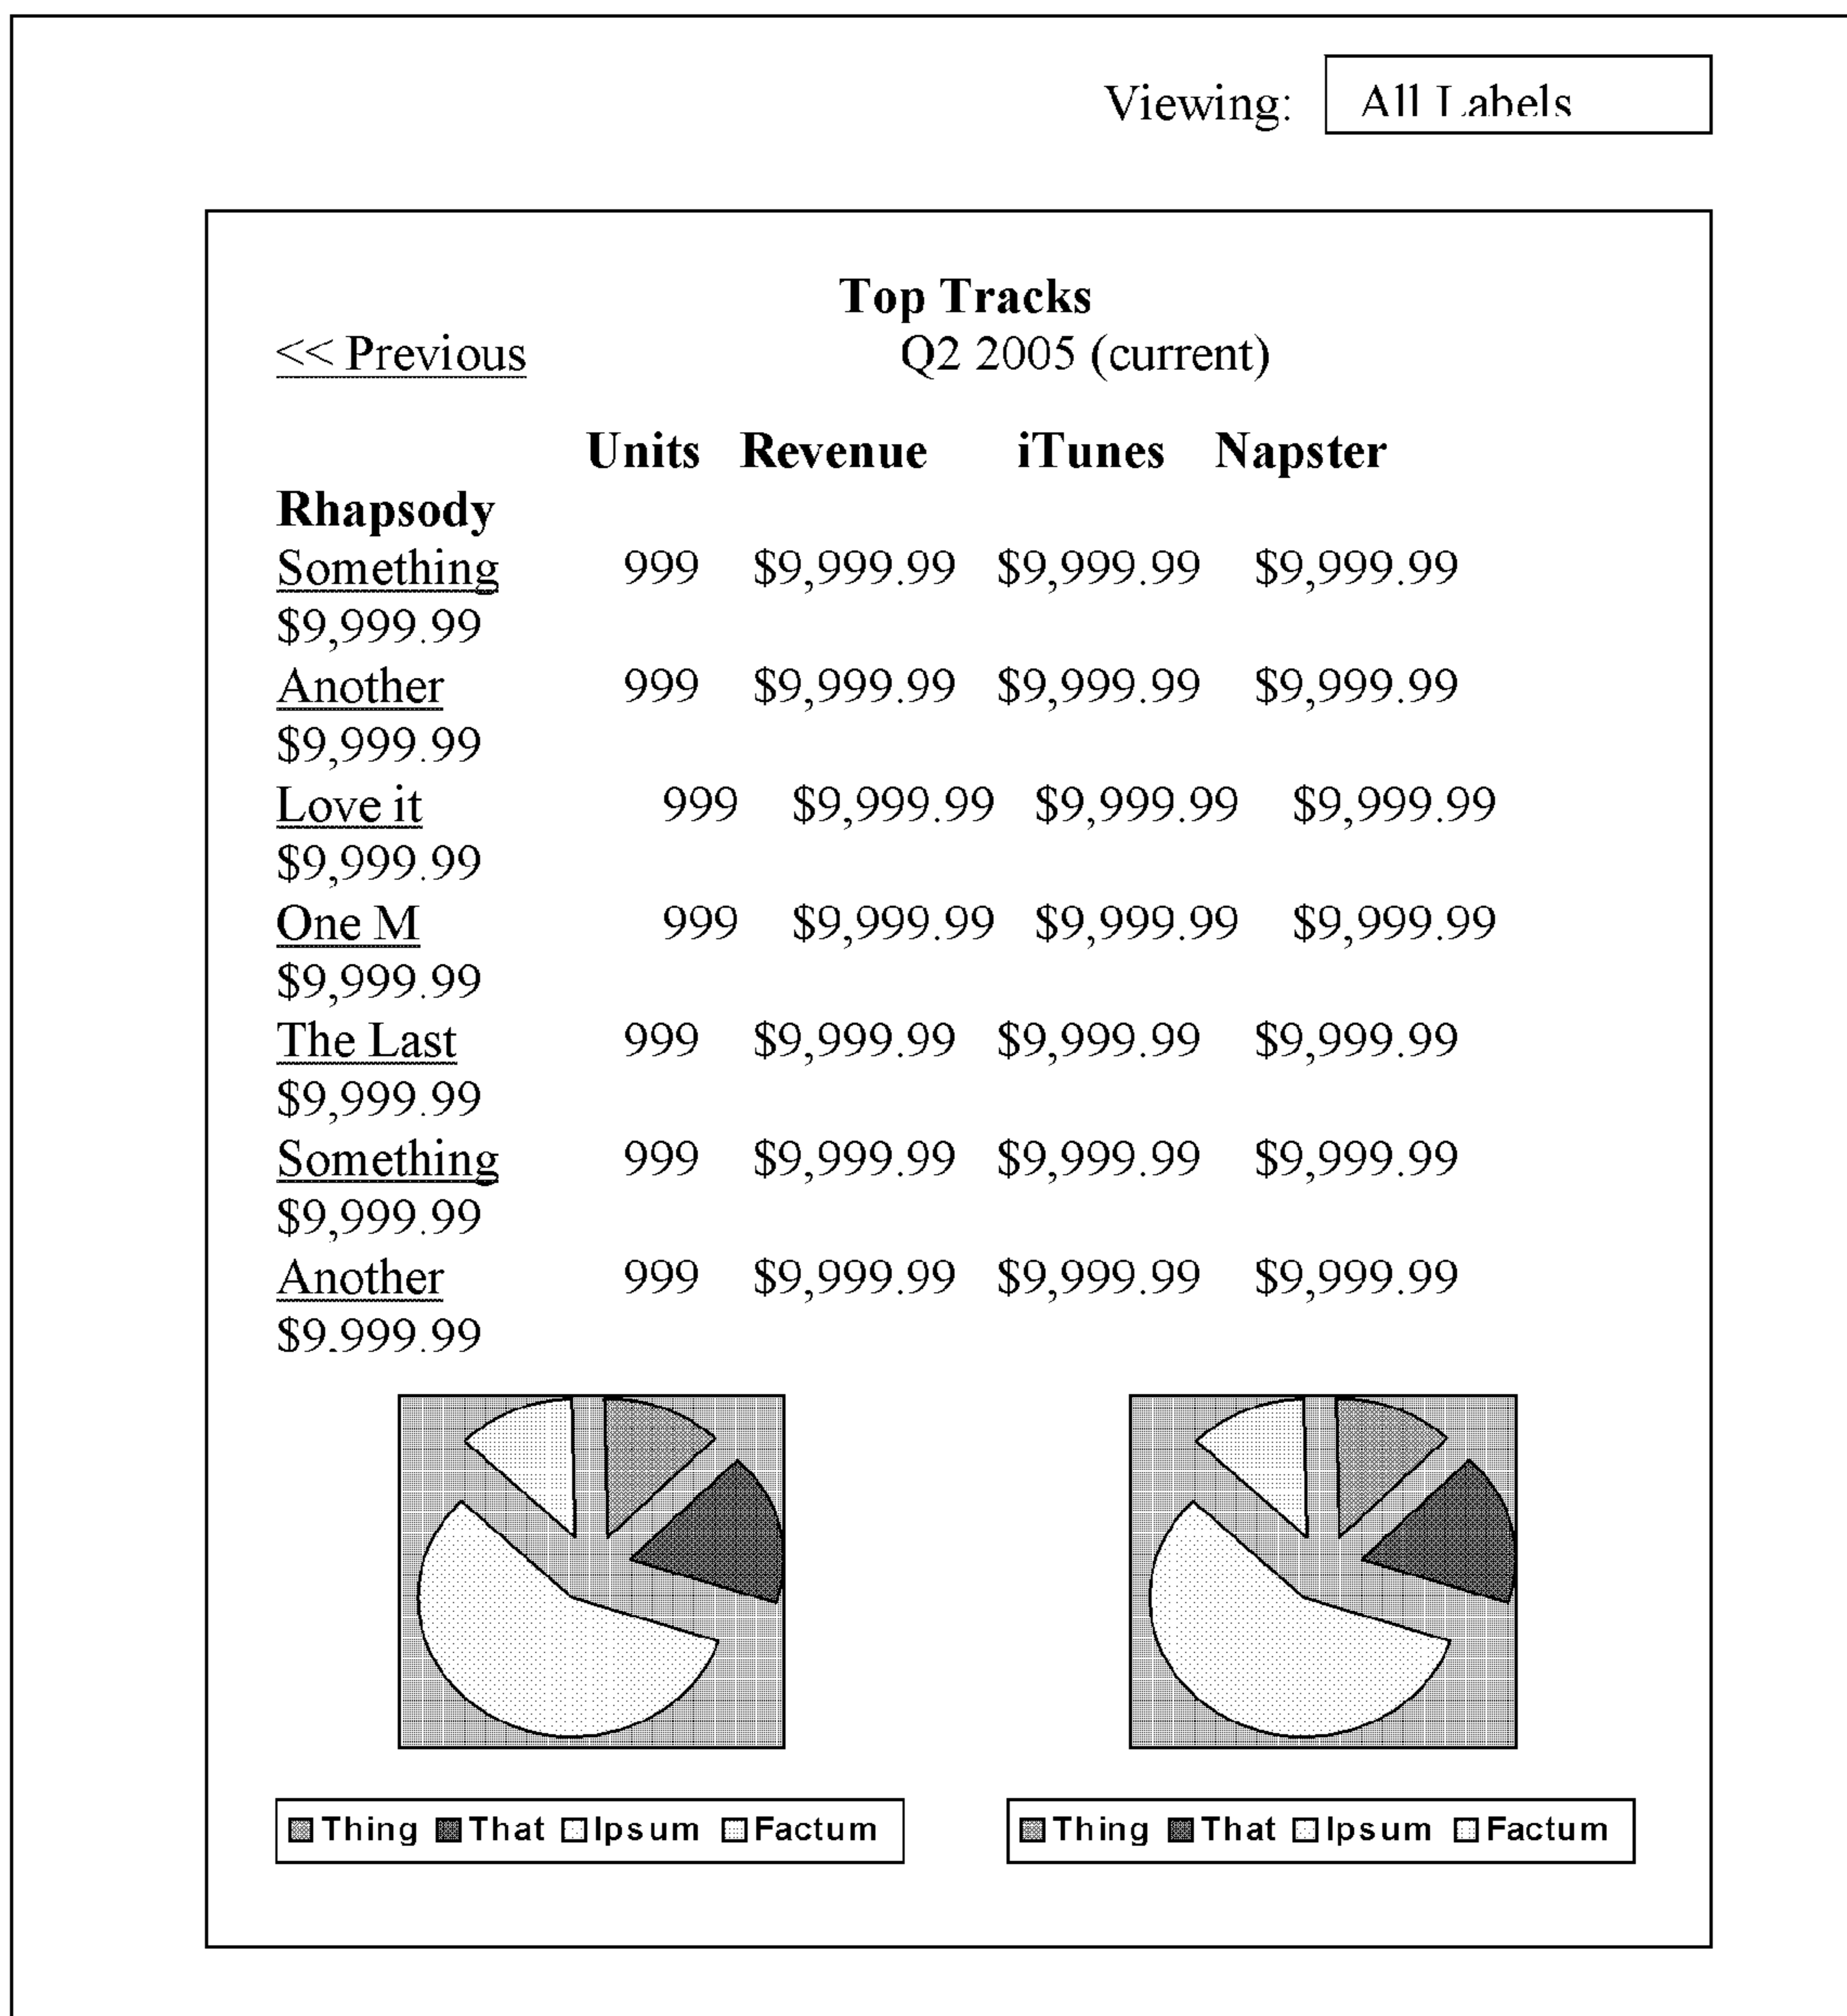 Viewing: All Labels
Top Tracks
<< Previous Q2 2005 (current)
Units Revenue iTunes Napster
Rhapsody
Something 999 $9,999.99 $9,999.99 $9,999.99
$9,999.99
Another 999 $9,999.99 $9,999.99 $9,999.99
$9,999.99
Love it 999 $9,999.99 $9,999.99 $9,999.99
$9,999.99
One M 999 $9,999.99 $9,999.99 $9,999.99
$9,999.99
The Last 999 $9,999.99 $9,999.99 $9,999.99
$9,999.99
Something 999 $9,999.99 $9,999.99 $9,999.99
$9,999.99
Another 999 $9,999.99 $9,999.99 $9,999.99
$9,999.99
Thing That Ipsum Factum
Thing That Ipsum Factum